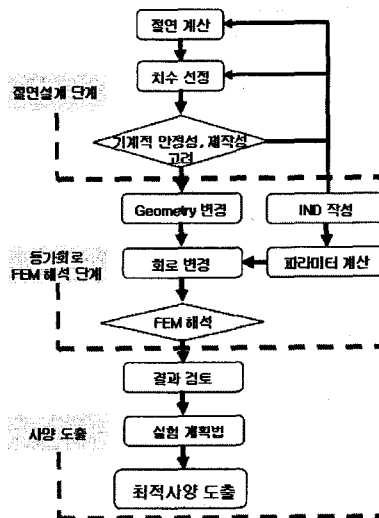 절연 계산
치수 선정
절연설계 단계
기계적 안정성, 제작성
고려
Geometry 변경
IND 작성
등가회로
FEM 해석 단계
회로 변경
파라미터 계산
FEM 해석
결과 검토
사양 도출
실험 계획법
최적사양 도출